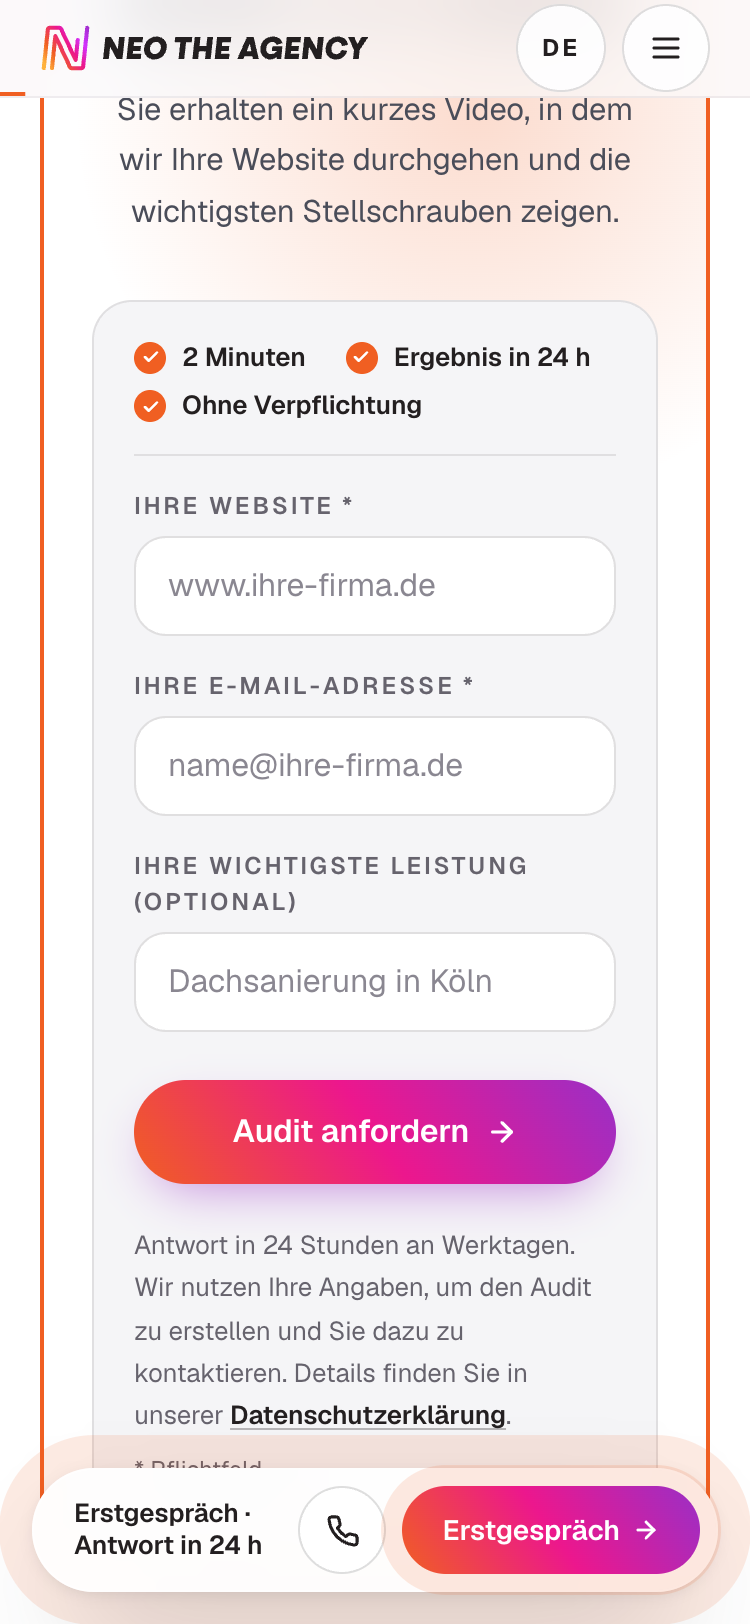 NEO THE AGENCY
DE
Sie erhalten ein kurzes Video, in dem
wir Ihre Website durchgehen und die
wichtigsten Stellschrauben zeigen.
2 Minuten
Ergebnis in 24 h
Ohne Verpflichtung
IHRE WEBSITE *
www.ihre-firma.de
IHRE E-MAIL-ADRESSE *
name@ihre-firma.de
IHRE WICHTIGSTE LEISTUNG
(OPTIONAL)
Dachsanierung in Köln
Audit anfordern →
Antwort in 24 Stunden an Werktagen.
Wir nutzen Ihre Angaben, um den Audit
zu erstellen und Sie dazu zu
kontaktieren. Details finden Sie in
unserer Datenschutzerklärung.
* Pflichtfeld
Erstgespräch ·
Antwort in 24 h
Erstgespräch →